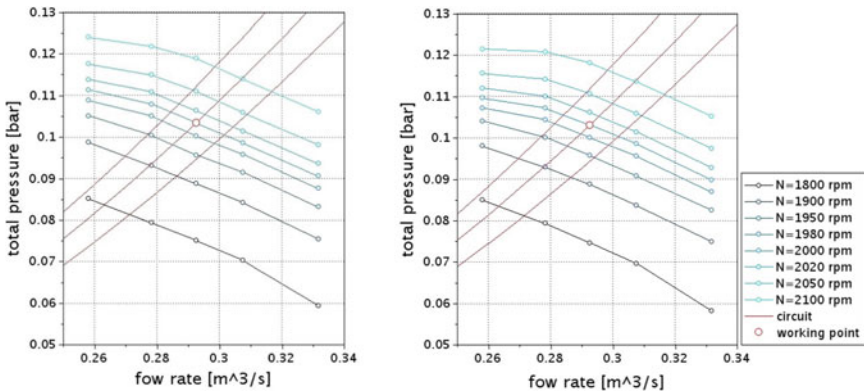 0.13
0.12
0.11
0.1
0.09
0.08
0.07
0.06
0.05
total pressure [bar]
0.26
0.28
0.3
0.32
0.34
fow rate [m^3/s]
0.13
0.12
0.11
0.1
0.09
0.08
0.07
0.06
0.05
total pressure [bar]
0.26
0.28
0.3
0.32
0.34
fow rate [m^3/s]
N=1800 rpm
N=1900 rpm
N=1950 rpm
N=1980 rpm
N=2000 rpm
N=2020 rpm
N=2050 rpm
N=2100 rpm
circuit
working point